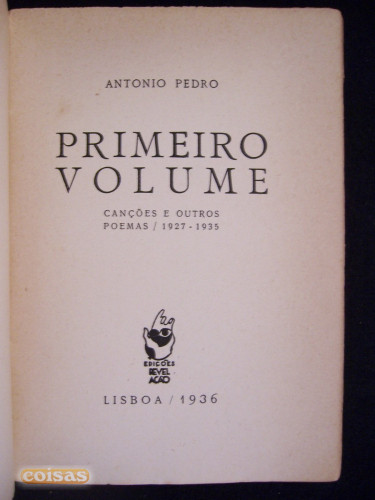 ANTONIO PEDRO
PRIMEIRO
VOLUME
CANÇÕES E OUTROS
POEMAS / 1927 - 1935
EDIÇÕES
REVEL
AÇÃO
LISBOA / 1936
coisas